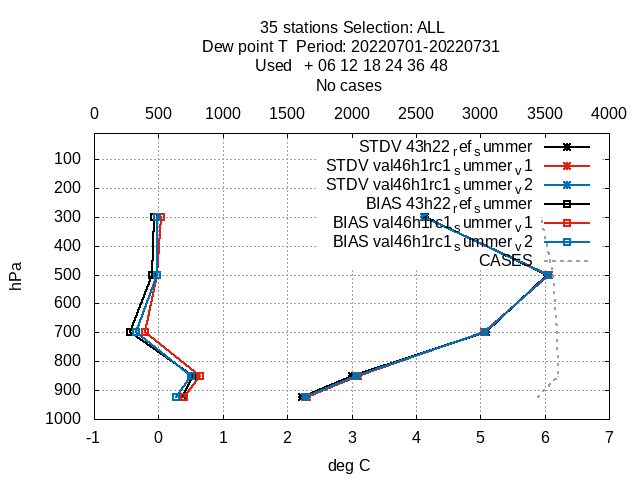 35 stations Selection: ALL
Dew point T  Period: 20220701-20220731
Used   + 06 12 18 24 36 48
No cases
0 500 1000 1500 2000 2500 3000 3500 4000
STDV 43h22_ref_summer
STDV val46h1rc1_summer_v1
STDV val46h1rc1_summer_v2
BIAS 43h22_ref_summer
BIAS val46h1rc1_summer_v1
BIAS val46h1rc1_summer_v2
CASES
100
200
300
400
500
600
700
800
900
1000
hPa
-1 0 1 2 3 4 5 6 7
deg C